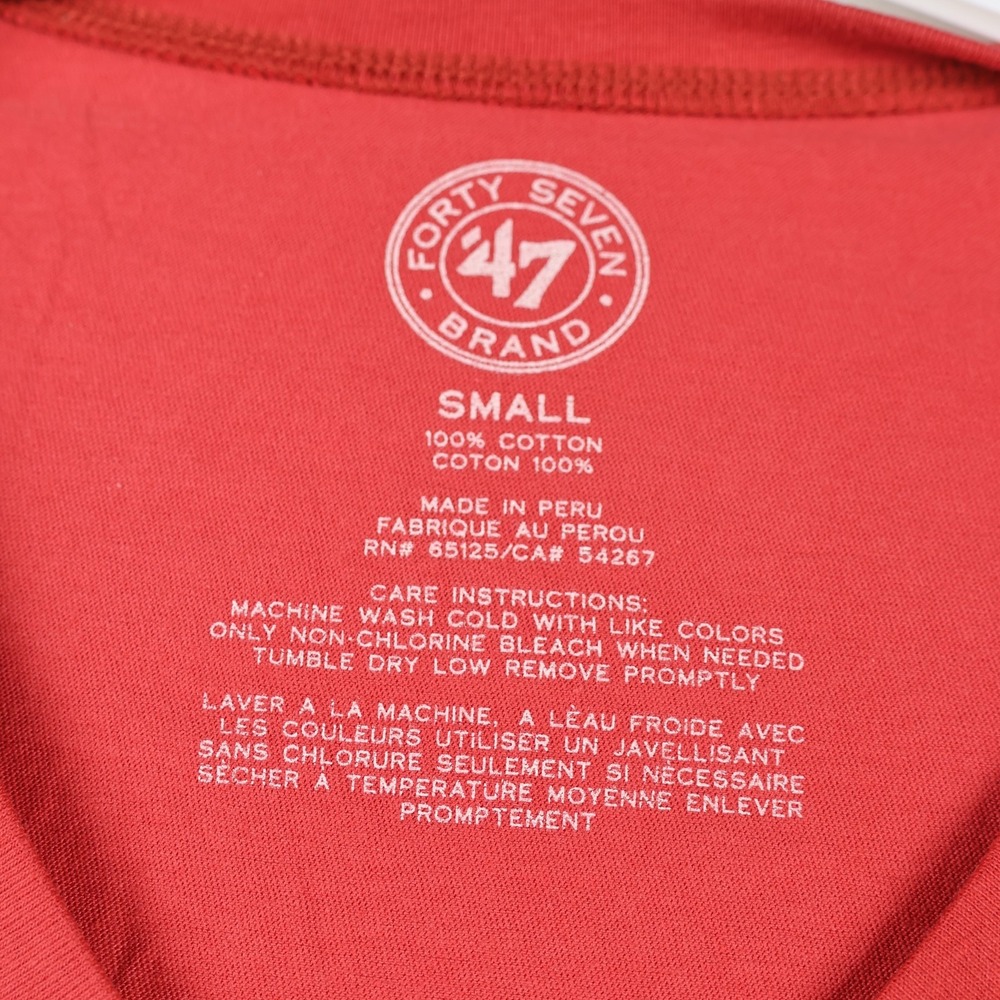 FORTY SEVEN
'47
BRAND
SMALL
100% COTTON
COTON 100%
MADE IN PERU
FABRIQUE AU PEROU
RN# 65125/CA# 54267
CARE INSTRUCTIONS:
MACHINE WASH COLD WITH LIKE COLORS
ONLY NON-CHLORINE BLEACH WHEN NEEDED
TUMBLE DRY LOW REMOVE PROMPTLY
LAVER A LA MACHINE, A LÈAU FROIDE AVEC
LES COULEURS UTILISER UN JAVELLISANT
SANS CHLORURE SEULEMENT SI NÈCESSAIRE
SÈCHER À TEMPERATURE MOYENNE ENLEVER
PROMPTEMENT